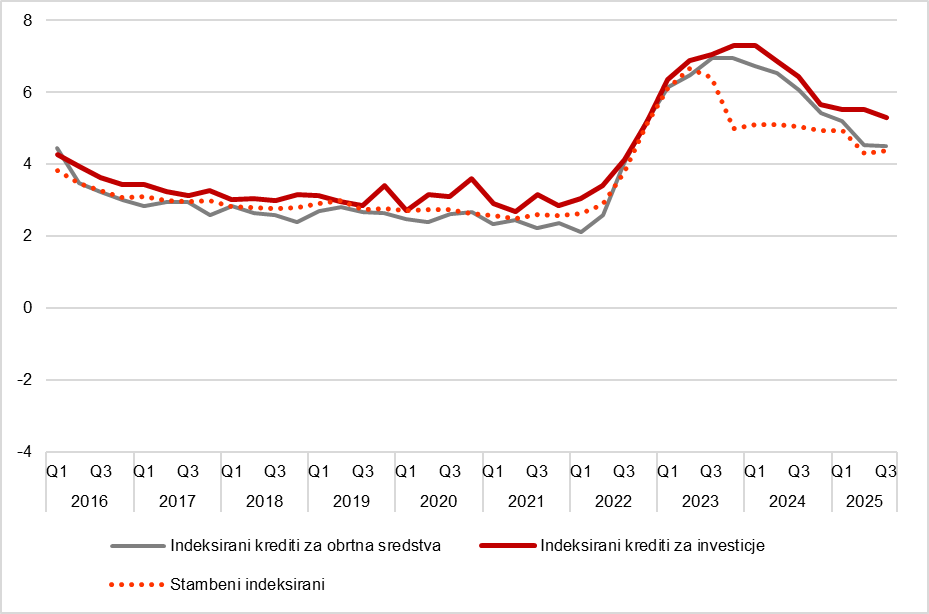 8
6
4
2
0
-2
-4
Q1 Q3 Q1 Q3 Q1 Q3 Q1 Q3 Q1 Q3 Q1 Q3 Q1 Q3 Q1 Q3 Q1 Q3 Q1 Q3
2016 2017 2018 2019 2020 2021 2022 2023 2024 2025
Indeksirani krediti za obrtna sredstva Indeksirani krediti za investicje
Stambeni indeksirani